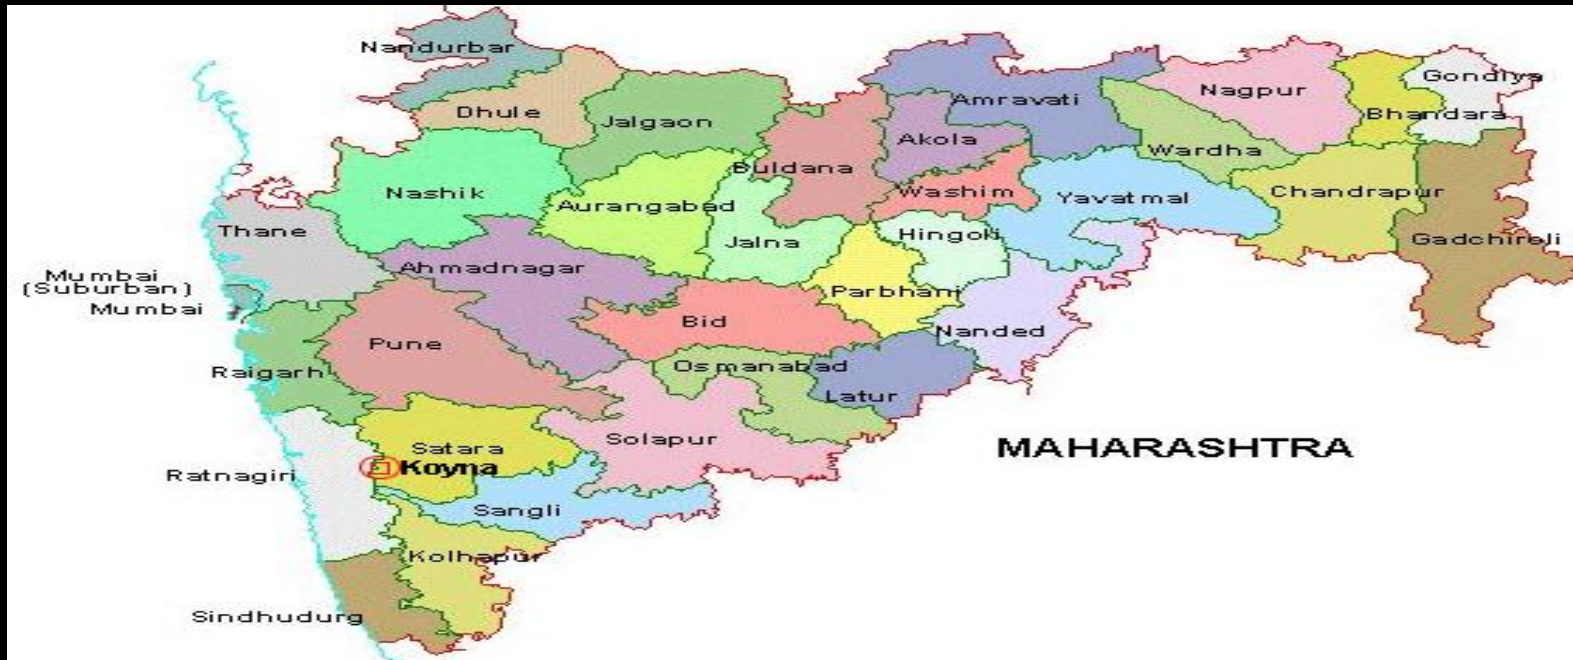 Nandurbar
Dhule
Jalgaon
Amravati
Nagpur
Gondiya
Bhandara
Akola
Wardha
Buldana
Nashik
Aurangabad
Washim
Yavatmal
Chandrapur
Thane
Jalna
Hingoli
Gadchireli
Ahmadnagar
Mumbai
(Suburban)
Mumbai
Parbhani
Bid
Nanded
Pune
Raigarh
Osmanabad
Latur
Satara
Solapur
MAHARASHTRA
Koyna
Ratnagiri
Sangli
Kolhapur
Sindhudurg